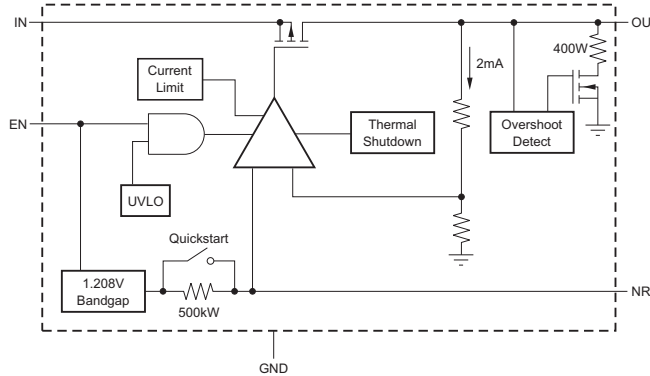 IN
OU
400W
2mA
Current
Limit
EN
Thermal
Shutdown
Overshoot
Detect
UVLO
Quickstart
1.208V
Bandgap
500kW
NR
GND